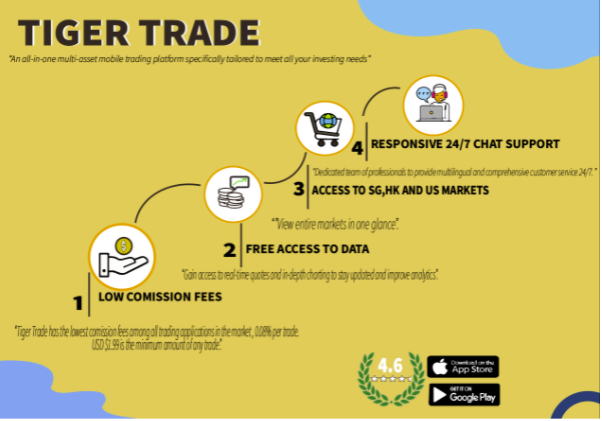 TIGER TRADE
"An all-in-one multi-asset mobile trading platform specifically tailored to meet all your investing needs"
4 RESPONSIVE 24/7 CHAT SUPPORT
"Dedicated team of professionals to provide multilingual and comprehensive customer service 24/7. "
3 ACCESS TO SG,HK AND US MARKETS
""View entire markets in one glance".
2 FREE ACCESS TO DATA
"Gain access to real-time quotes and in-depth charting to stay updated and improve analytics".
1 LOW COMISSION FEES
"Tiger Trade has the lowest comission fees among all trading applications in the market , 0.08% per trade.
USD $1.99 is the minimum amount of any trade."
4.6
Download on the
App Store
GET IT ON
Google Play